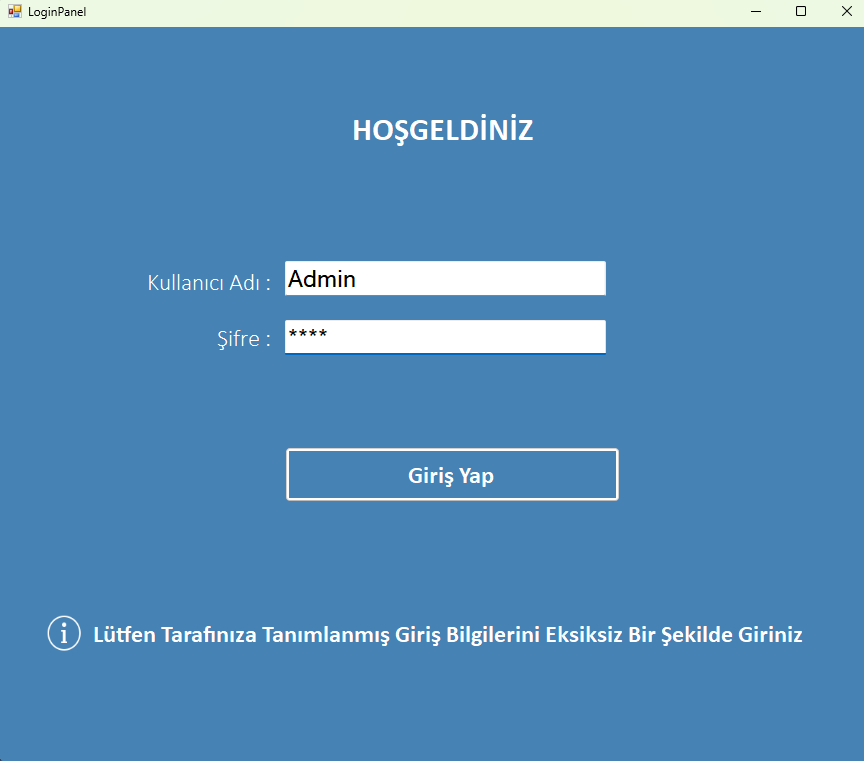 LoginPanel
HOŞGELDİNİZ
Kullanıcı Adı : Admin
Şifre : ****
Giriş Yap
Lütfen Tarafınıza Tanımlanmış Giriş Bilgilerini Eksiksiz Bir Şekilde Giriniz